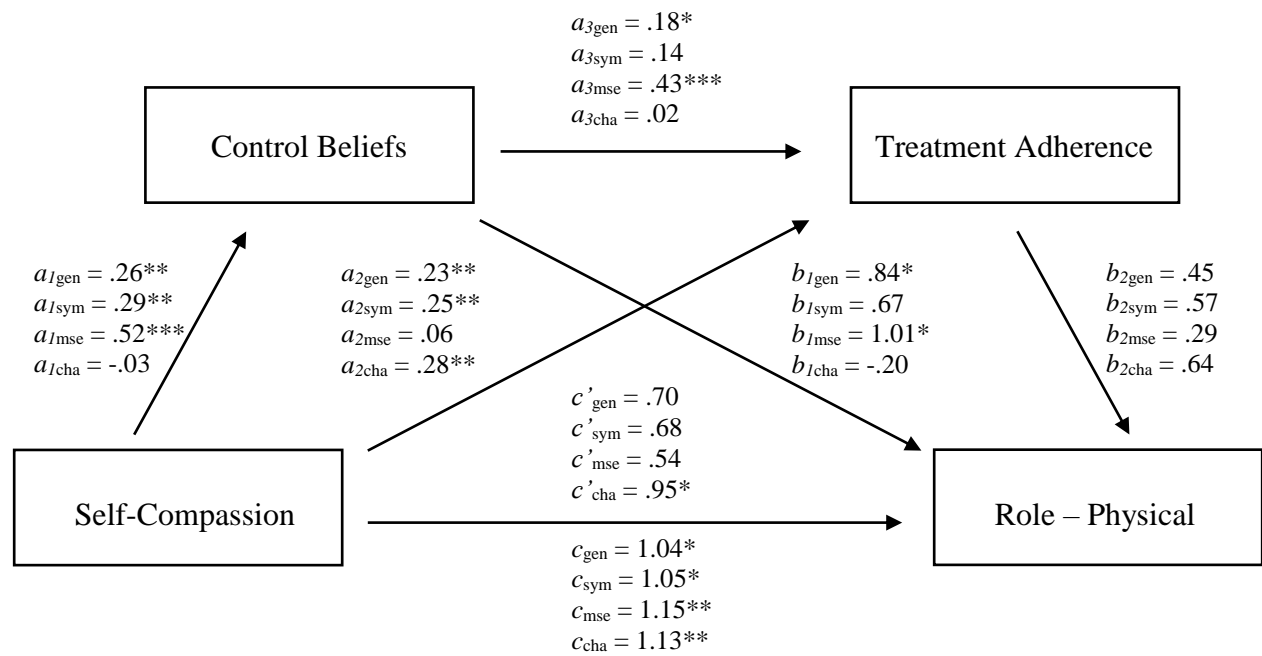 a3gen = .18*
a3sym = .14
a3mse = .43***
a3cha = .02
Control Beliefs
Treatment Adherence
a1gen = .26**
a1sym = .29**
a1mse = .52***
a1cha = -.03
a2gen = .23**
a2sym = .25**
a2mse = .06
a2cha = .28**
b1gen = .84*
b1sym = .67
b1mse = 1.01*
b1cha = -.20
b2gen = .45
b2sym = .57
b2mse = .29
b2cha = .64
c’gen = .70
c’sym = .68
c’mse = .54
c’cha = .95*
Self-Compassion
Role – Physical
cgen = 1.04*
csym = 1.05*
cmse = 1.15**
ccha = 1.13**